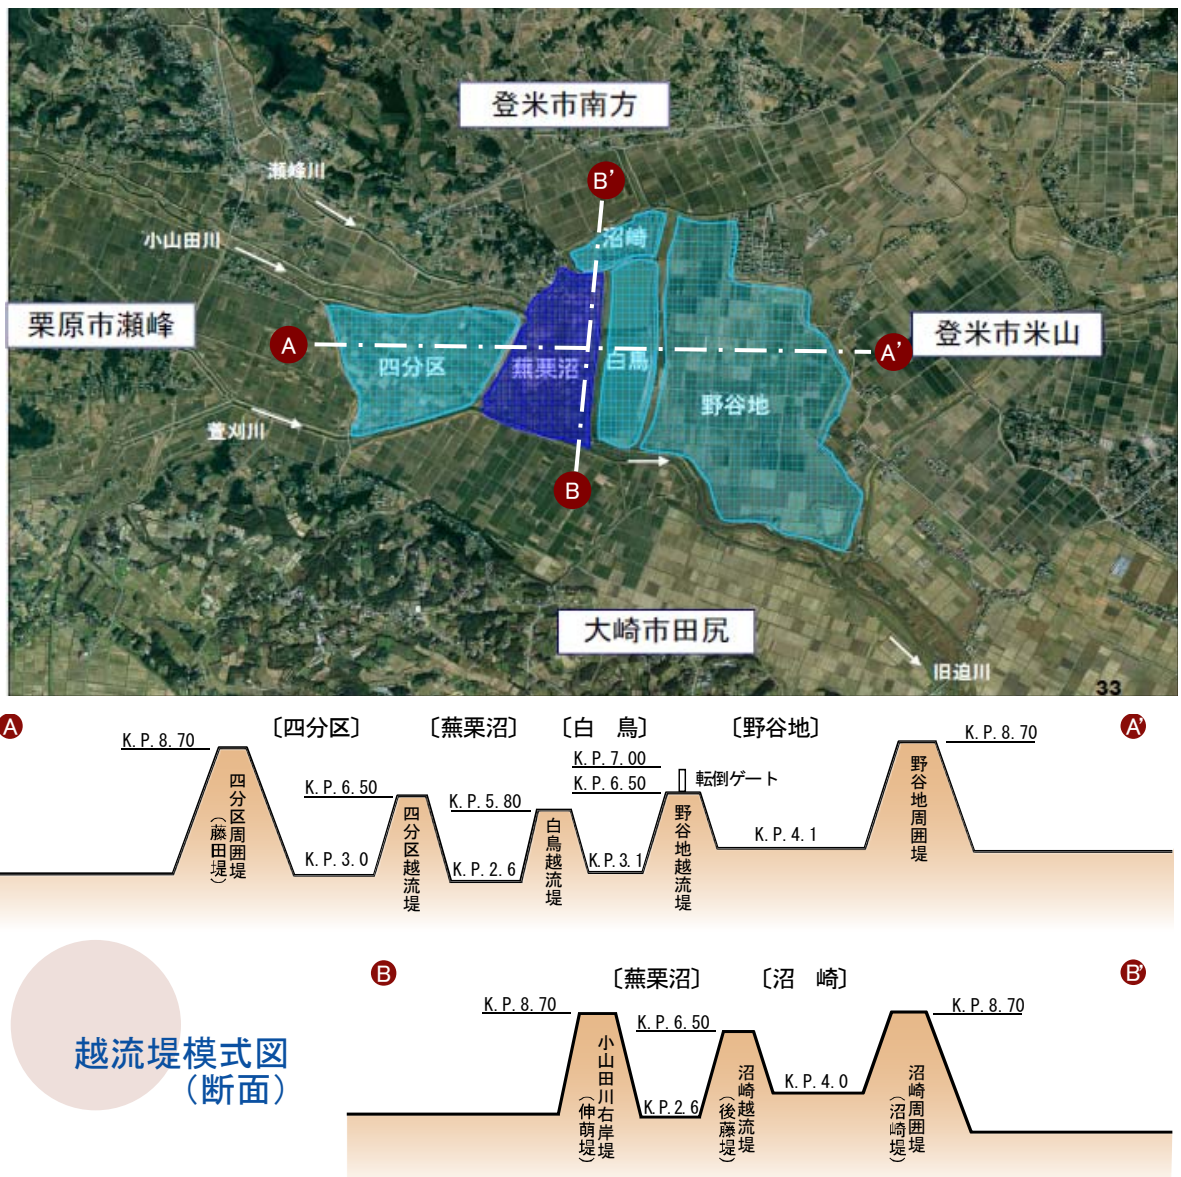 登米市南方
瀬峰川
B’
小山田川
沼崎
栗原市瀬峰
A
四分区
蕪栗沼
白鳥
A’
登米市米山
野谷地
萱刈川
B
大崎市田尻
旧迫川
33
A
〔四分区〕
〔蕪栗沼〕
〔白 鳥〕
〔野谷地〕
A’
K.P.8.70
K.P.6.50
K.P.5.80
K.P.7.00
K.P.6.50
転倒ゲート
K.P.8.70
四分区周囲堤
（藤田堤）
K.P.3.0
四分区越流堤
K.P.2.6
白鳥越流堤
K.P.3.1
野谷地越流堤
K.P.4.1
野谷地周囲堤
B
〔蕪栗沼〕
〔沼 崎〕
B’
K.P.8.70
K.P.6.50
K.P.8.70
小山田川右岸堤
（伸萠堤）
K.P.2.6
沼崎越流堤
（後藤堤）
K.P.4.0
沼崎周囲堤
（沼崎堤）
越流堤模式図
（断面）